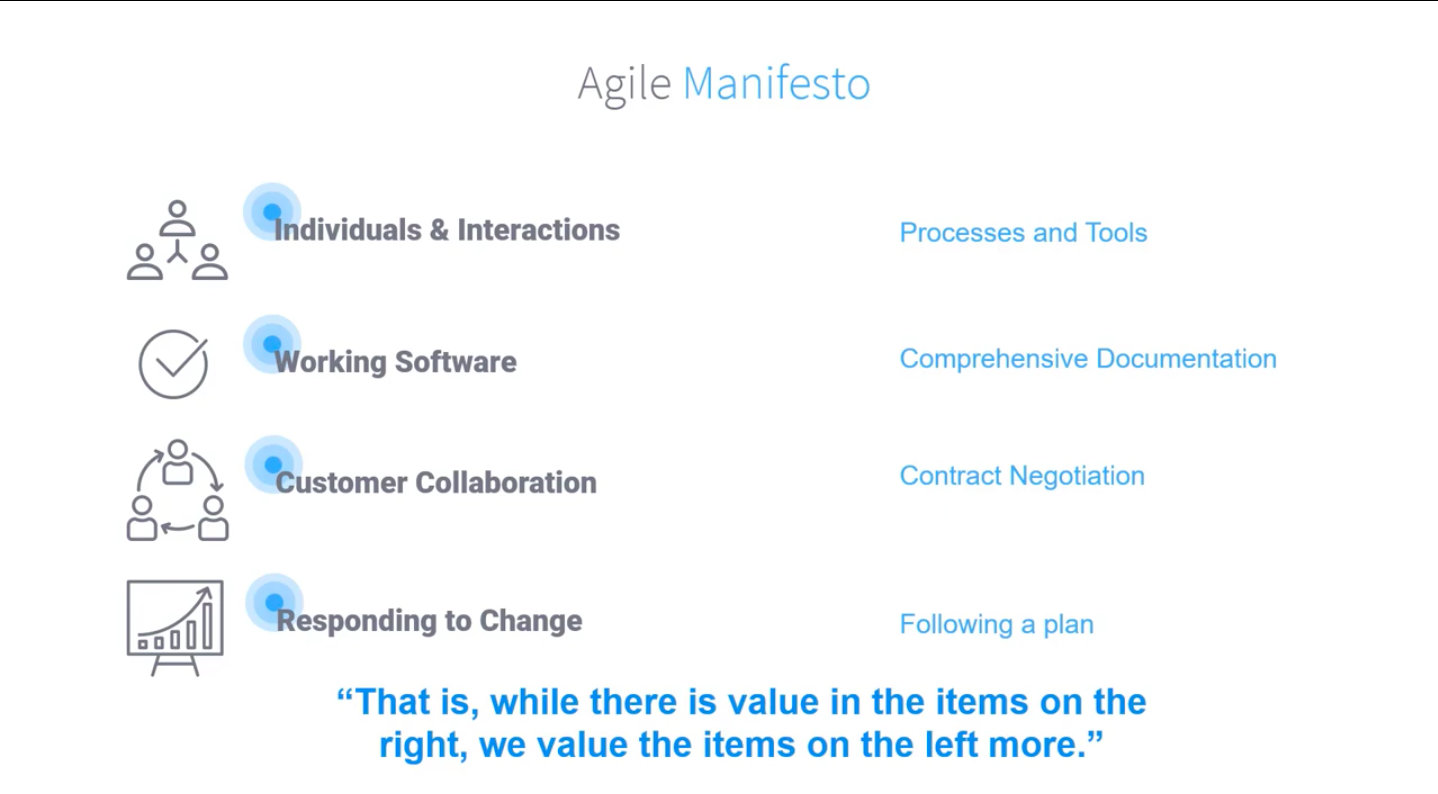 Agile Manifesto
Individuals & Interactions
Processes and Tools
Working Software
Comprehensive Documentation
Customer Collaboration
Contract Negotiation
Responding to Change
Following a plan
“That is, while there is value in the items on the
right, we value the items on the left more.”